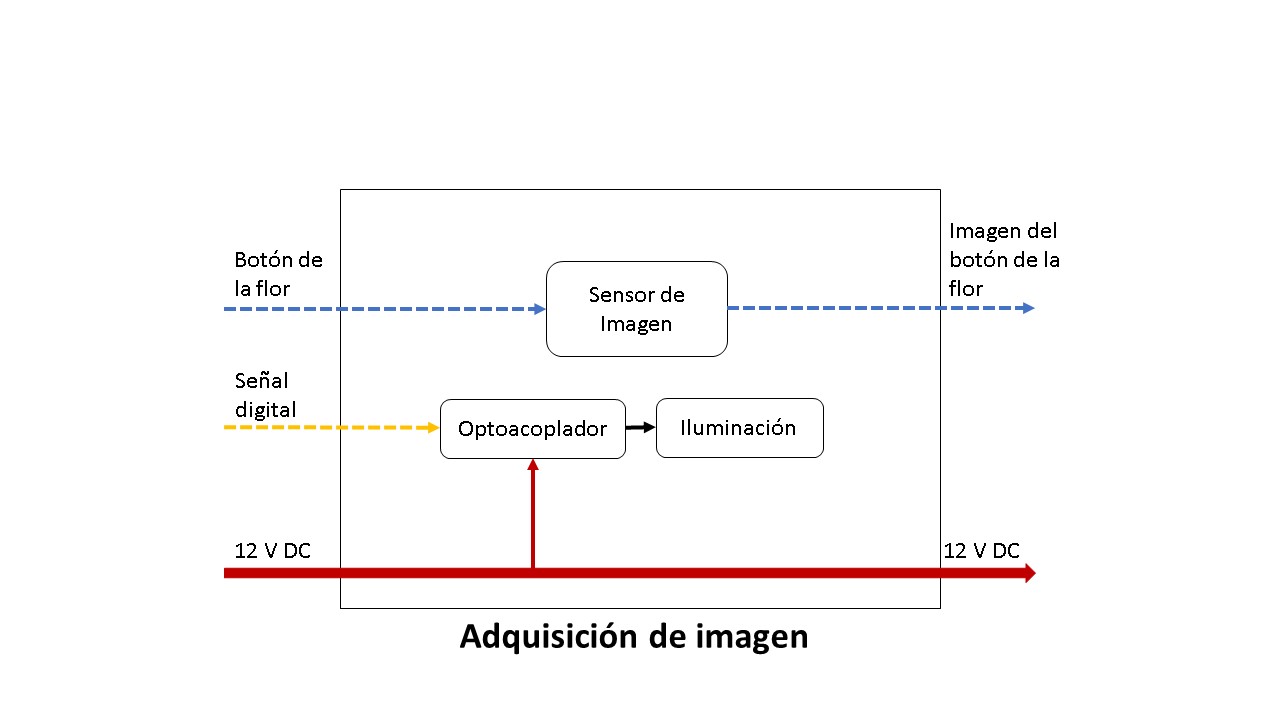 Botón de
la flor
Sensor de
Imagen
Imagen del
botón de la
flor
Señal
digital
Optoacoplador
Iluminación
12 V DC
12 V DC
Adquisición de imagen